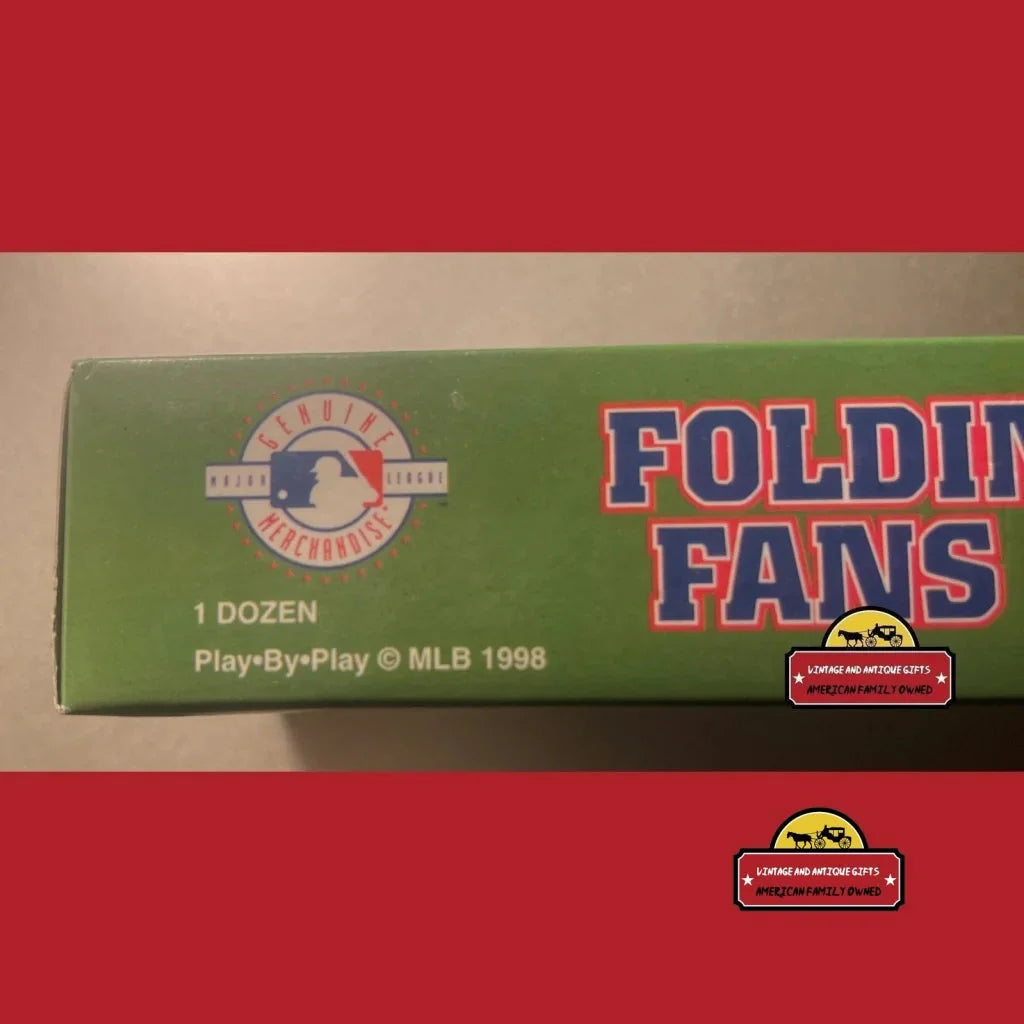 GENUINE
MAJOR LEAGUE
MERCHANDISE
1 DOZEN
Play•By•Play © MLB 1998
FOLDIN
FANS
VINTAGE AND ANTIQUE GIFTS
AMERICAN FAMILY OWNED
VINTAGE AND ANTIQUE GIFTS
AMERICAN FAMILY OWNED